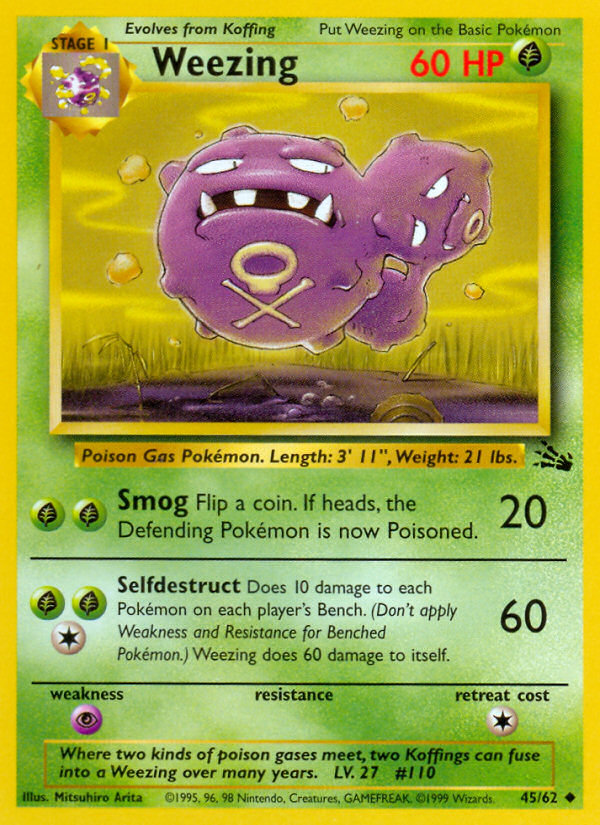 Evolves from Koffing Put Weezing on the Basic Pokémon
STAGE 1
Weezing 60 HP
Poison Gas Pokémon. Length: 3' 11", Weight: 21 lbs.
Smog Flip a coin. If heads, the
Defending Pokémon is now Poisoned.
20
Selfdestruct Does 10 damage to each
Pokémon on each player's Bench. (Don't apply
Weakness and Resistance for Benched
Pokémon.) Weezing does 60 damage to itself.
60
weakness resistance retreat cost
Where two kinds of poison gases meet, two Koffings can fuse
into a Weezing over many years. LV. 27 #110
Illus. Mitsuhiro Arita ©1995, 96, 98 Nintendo, Creatures, GAMEFREAK. ©1999 Wizards. 45/62